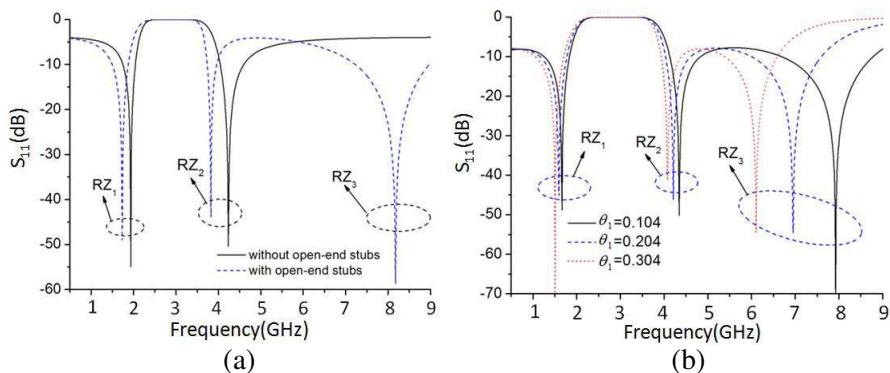 S11(dB)
0
-10
-20
-30
-40
-50
-60
RZ1
RZ2
RZ3
without open-end stubs
with open-end stubs
1 2 3 4 5 6 7 8 9
Frequency(GHz)
(a)
S11(dB)
0
-10
-20
-30
-40
-50
-60
-70
RZ1
RZ2
RZ3
θ1=0.104
θ1=0.204
θ1=0.304
1 2 3 4 5 6 7 8 9
Frequency(GHz)
(b)